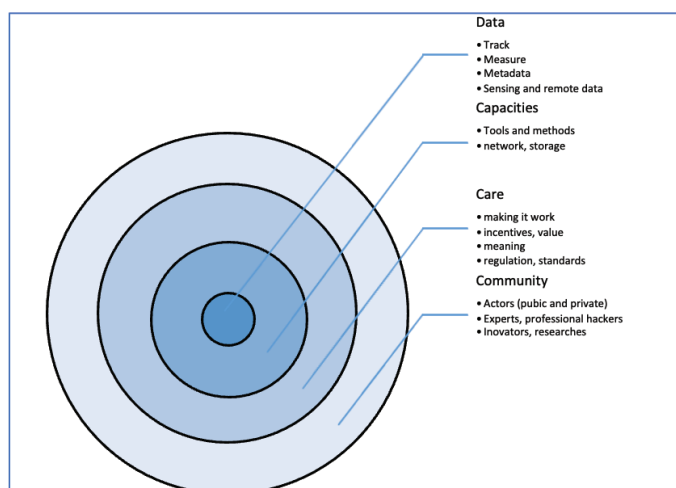 Data
• Track
• Measure
• Metadata
• Sensing and remote data
Capacities
• Tools and methods
• network, storage
Care
• making it work
• incentives, value
• meaning
• regulation, standards
Community
• Actors (pubic and private)
• Experts, professional hackers
• Inovators, researches